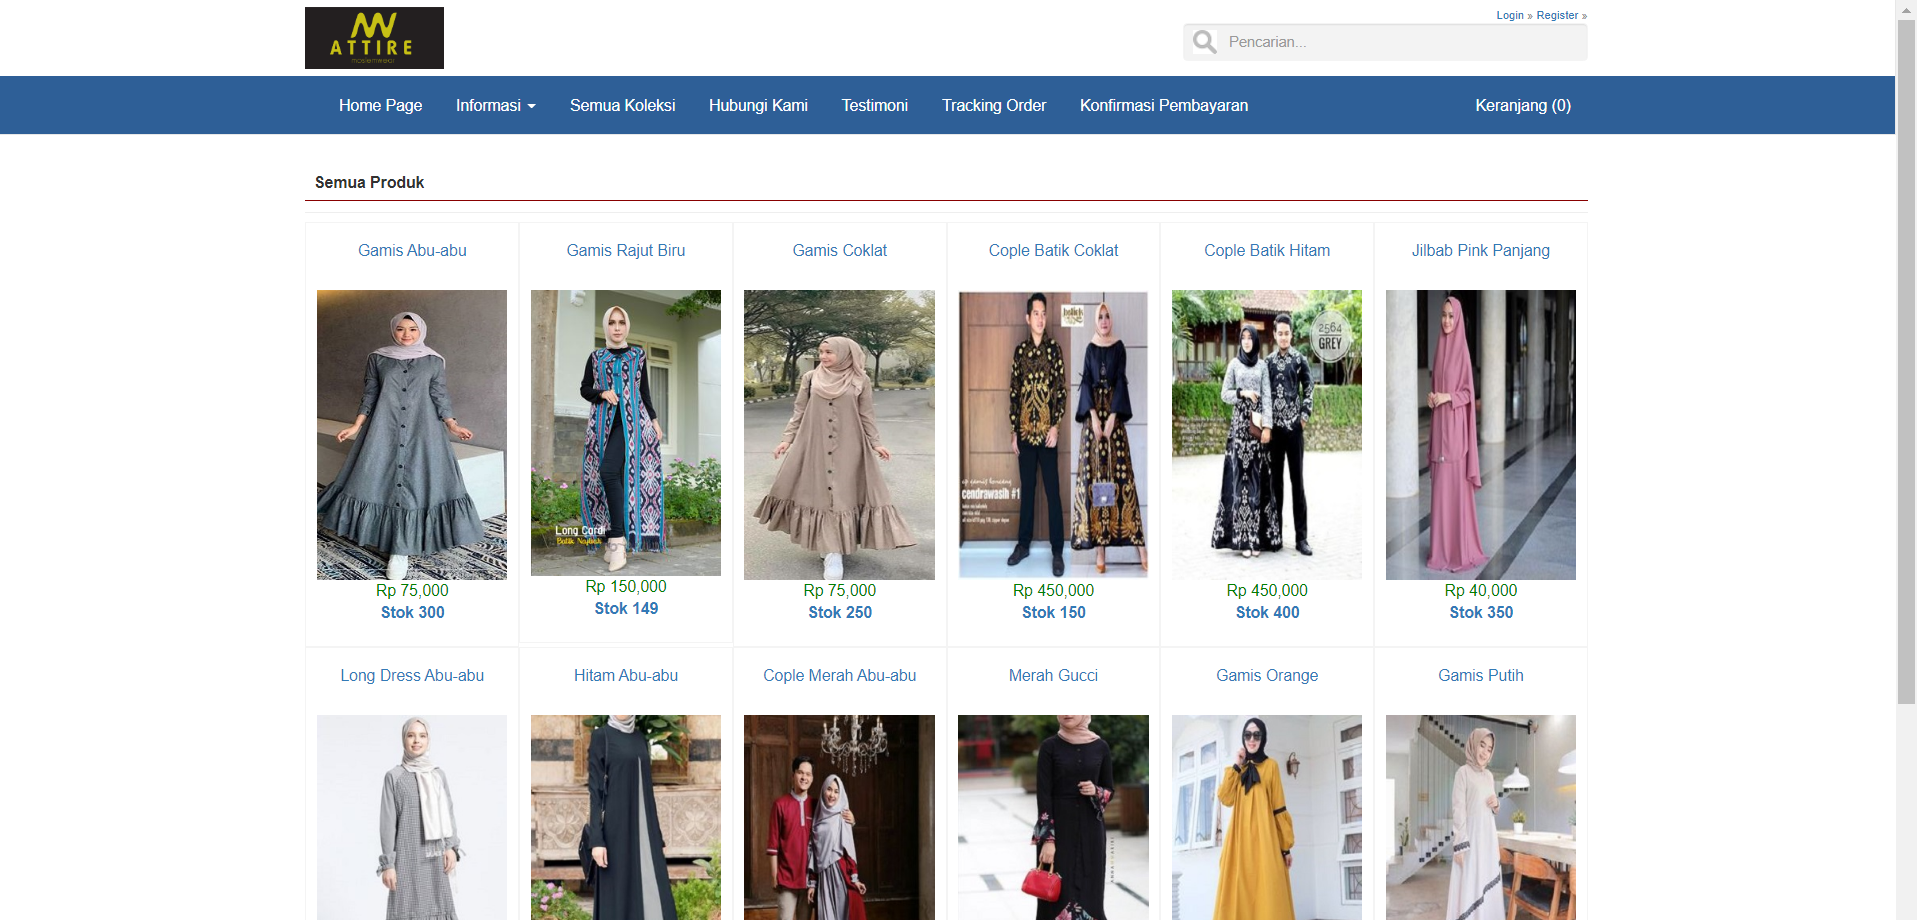 ATTIRE
moslemwear
Login » Register »
Pencarian...
Home Page Informasi Semua Koleksi Hubungi Kami Testimoni Tracking Order Konfirmasi Pembayaran Keranjang (0)
Semua Produk
Gamis Abu-abu
Rp 75,000
Stok 300
Gamis Rajut Biru
Long Cardi
Batik Nayliah
Rp 150,000
Stok 149
Gamis Coklat
Rp 75,000
Stok 250
Cople Batik Coklat
cendrawasih #1
Rp 450,000
Stok 150
Cople Batik Hitam
2564
GREY
Rp 450,000
Stok 400
Jilbab Pink Panjang
Rp 40,000
Stok 350
Long Dress Abu-abu
Hitam Abu-abu
Cople Merah Abu-abu
Merah Gucci
Gamis Orange
Gamis Putih